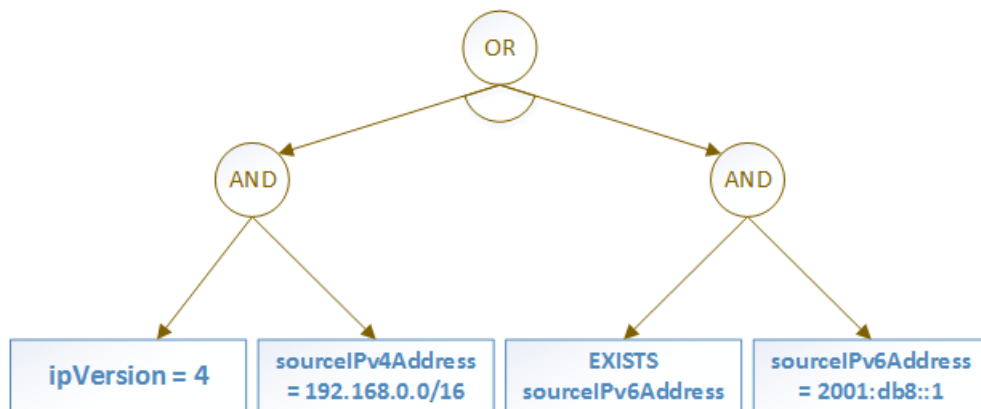 OR
AND
AND
ipVersion = 4
sourceIPv4Address
= 192.168.0.0/16
EXISTS
sourceIPv6Address
sourceIPv6Address
= 2001:db8::1